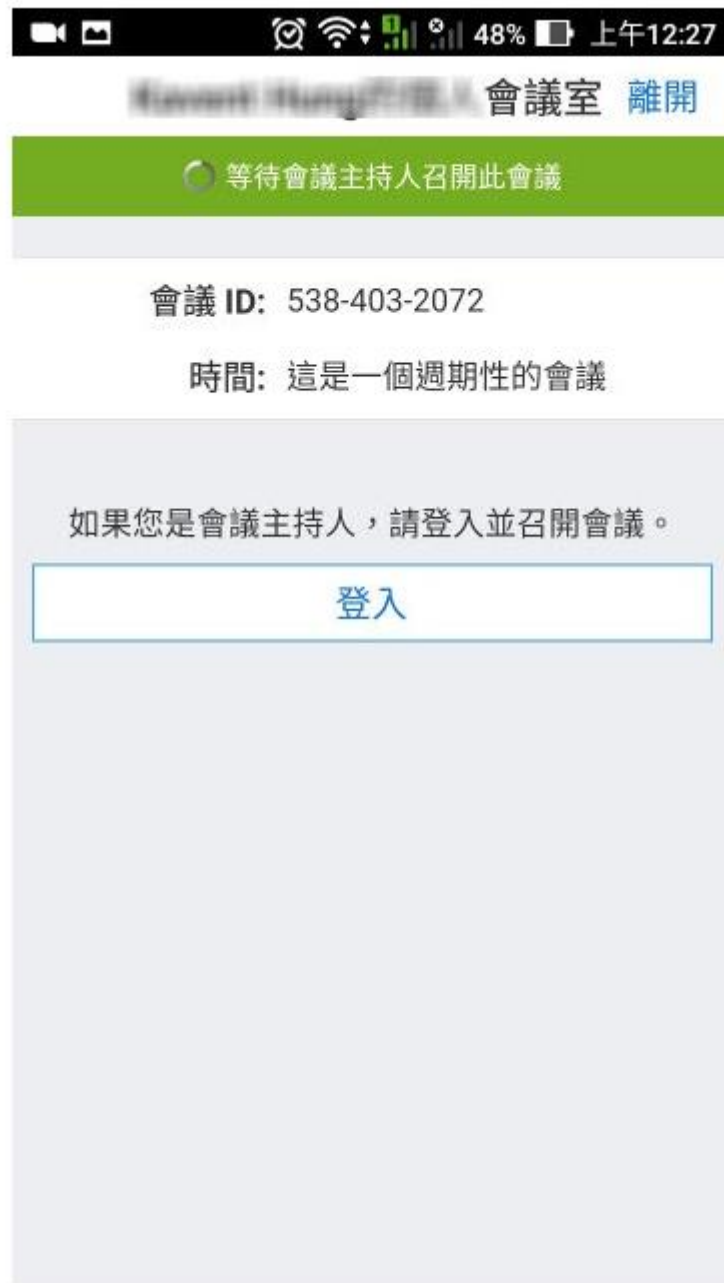 48% 上午12:27
會議室 離開
等待會議主持人召開此會議
會議 ID: 538-403-2072
時間: 這是一個週期性的會議
如果您是會議主持人，請登入並召開會議。
登入